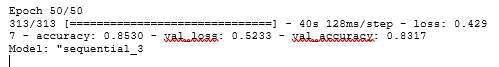 Epoch 50/50
313/313 [==============================] - 40s 128ms/step - loss: 0.429
7 - accuracy: 0.8530 - val_loss: 0.5233 - val_accuracy: 0.8317
Model: "sequential_3